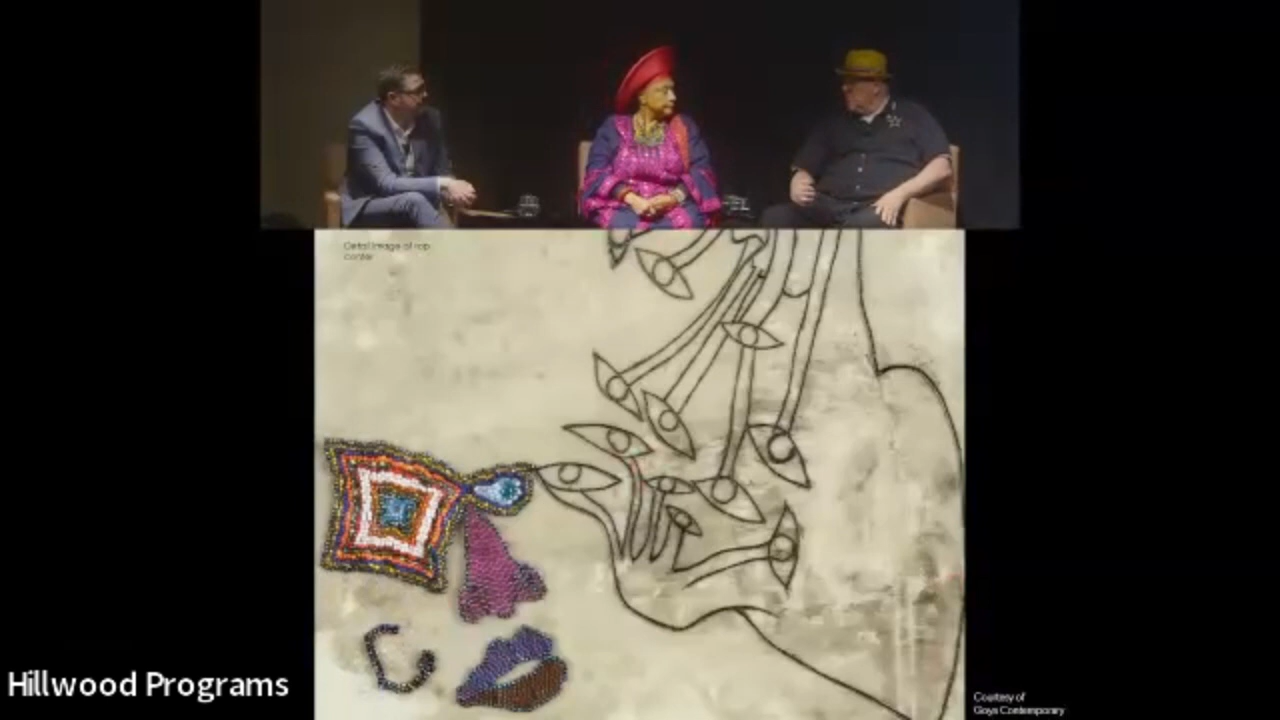 Detail image of top
center
Hillwood Programs
Courtesy of
Goya Contemporary